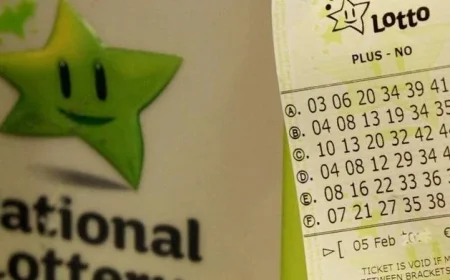 ational
ottery
Lotto
PLUS - NO
A. 03 06 20 34 39 41
B. 04 08 13 19 34 35
C. 10 13 20 32 42
D. 04 08 12 29 34
E. 08 16 22 33 36
F. 07 21 27 35 38
[ 05 Feb
TICKET IS VOID IF
BETWEEN BRACKETS